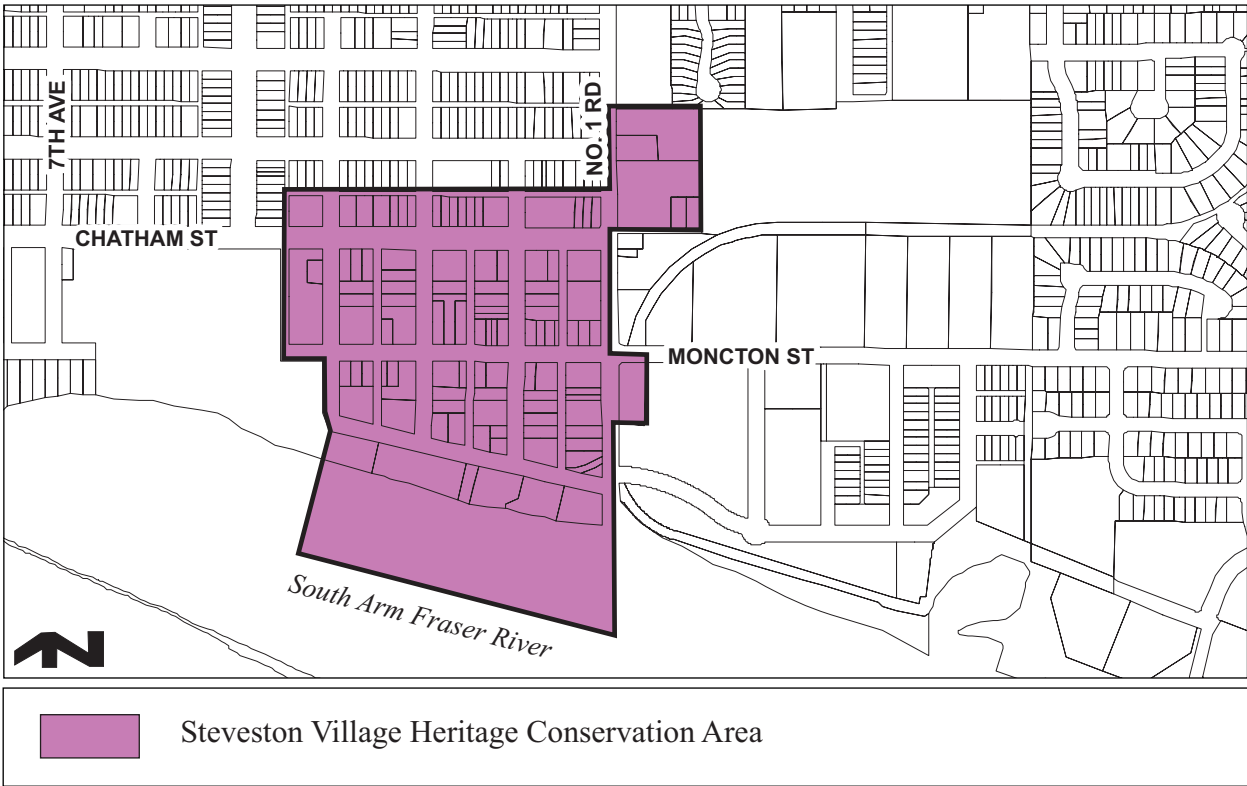 7TH AVE
NO. 1 RD
CHATHAM ST
MONCTON ST
South Arm Fraser River
N
Steveston Village Heritage Conservation Area